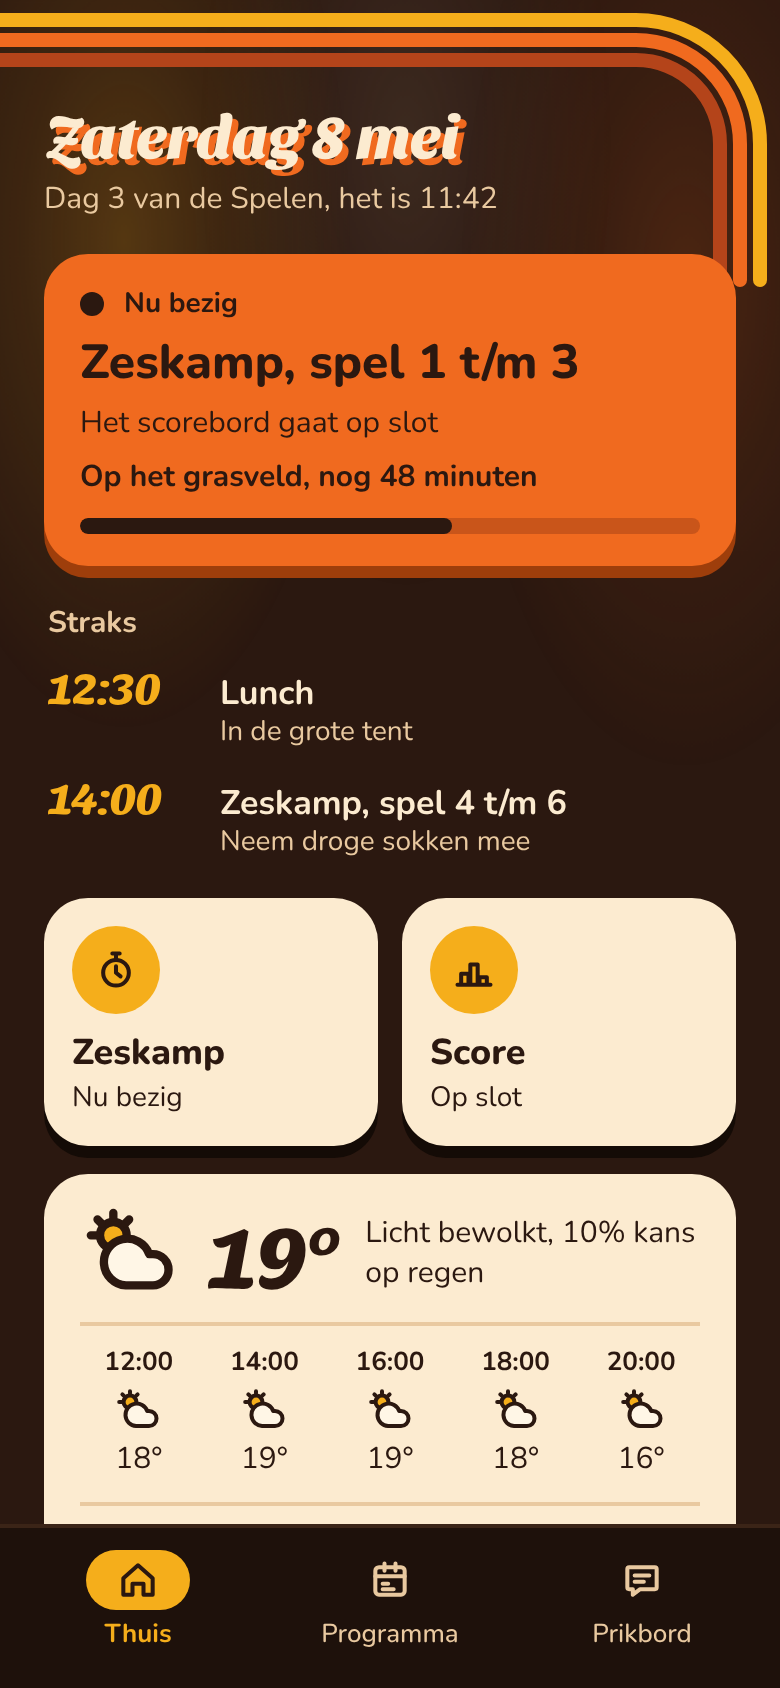 Zaterdag 8 mei
Dag 3 van de Spelen, het is 11:42
Nu bezig
Zeskamp, spel 1 t/m 3
Het scorebord gaat op slot
Op het grasveld, nog 48 minuten
Straks
12:30 Lunch
In de grote tent
14:00 Zeskamp, spel 4 t/m 6
Neem droge sokken mee
Zeskamp
Nu bezig
Score
Op slot
19° Licht bewolkt, 10% kans
op regen
12:00 14:00 16:00 18:00 20:00
18° 19° 19° 18° 16°
Thuis Programma Prikbord